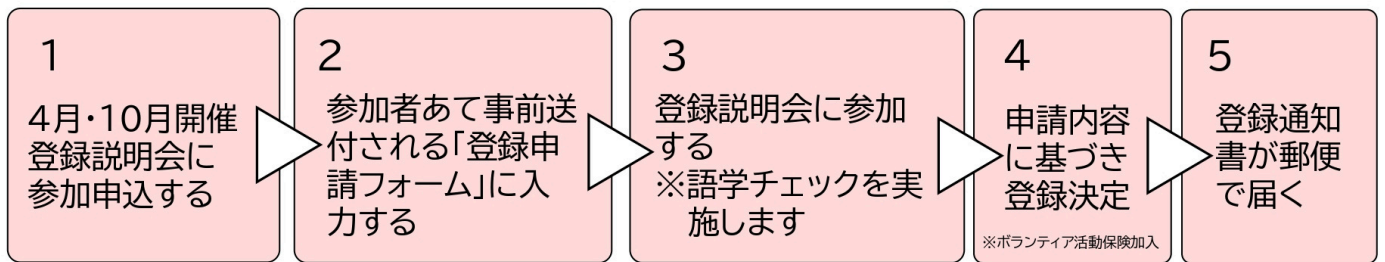 1
4月・10月開催
登録説明会に
参加申込する
2
参加者あて事前送
付される「登録申
請フォーム」に入
力する
3
登録説明会に参加
する
※語学チェックを実
施します
4
申請内容
に基づき
登録決定
※ボランティア活動保険加入
5
登録通知
書が郵便
で届く